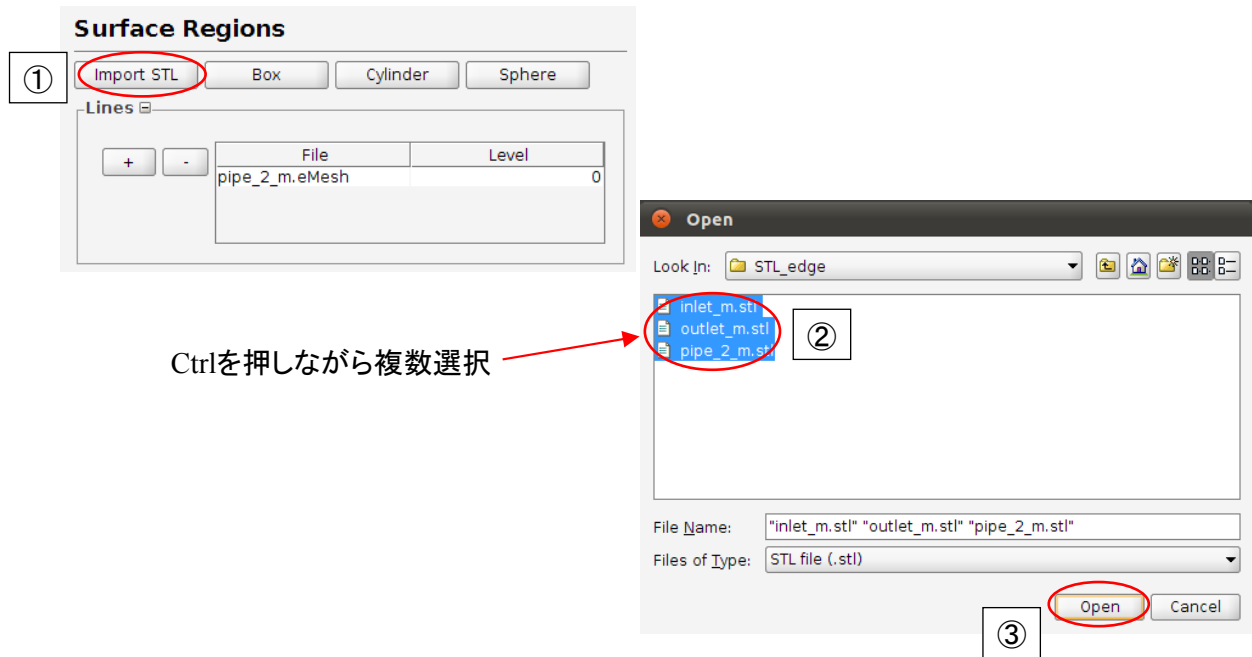 Surface Regions
①
Import STL
Box
Cylinder
Sphere
Lines
+
-
File
Level
pipe_2_m.eMesh
0
Open
Look In:
STL_edge
inlet_m.stl
outlet_m.stl
pipe_2_m.stl
②
Ctrlを押しながら複数選択
File Name:
"inlet_m.stl" "outlet_m.stl" "pipe_2_m.stl"
Files of Type:
STL file (.stl)
Open
Cancel
③